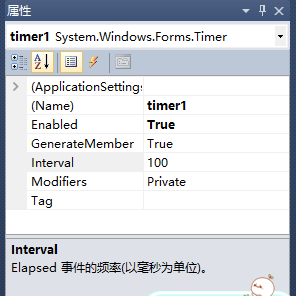 属性
timer1 System.Windows.Forms.Timer
(ApplicationSettings
(Name) timer1
Enabled True
GenerateMember True
Interval 100
Modifiers Private
Tag
Interval
Elapsed 事件的频率(以毫秒为单位)。